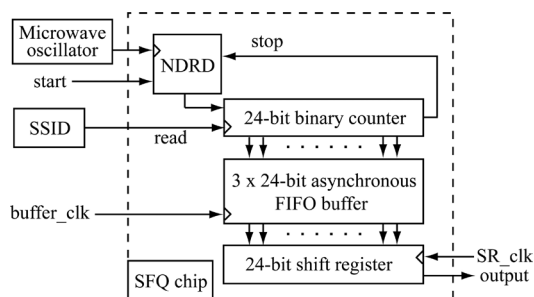 Microwave
oscillator
start
NDRD
stop
SSID
read
24-bit binary counter
3 x 24-bit asynchronous
FIFO buffer
buffer_clk
24-bit shift register
SR_clk
output
SFQ chip